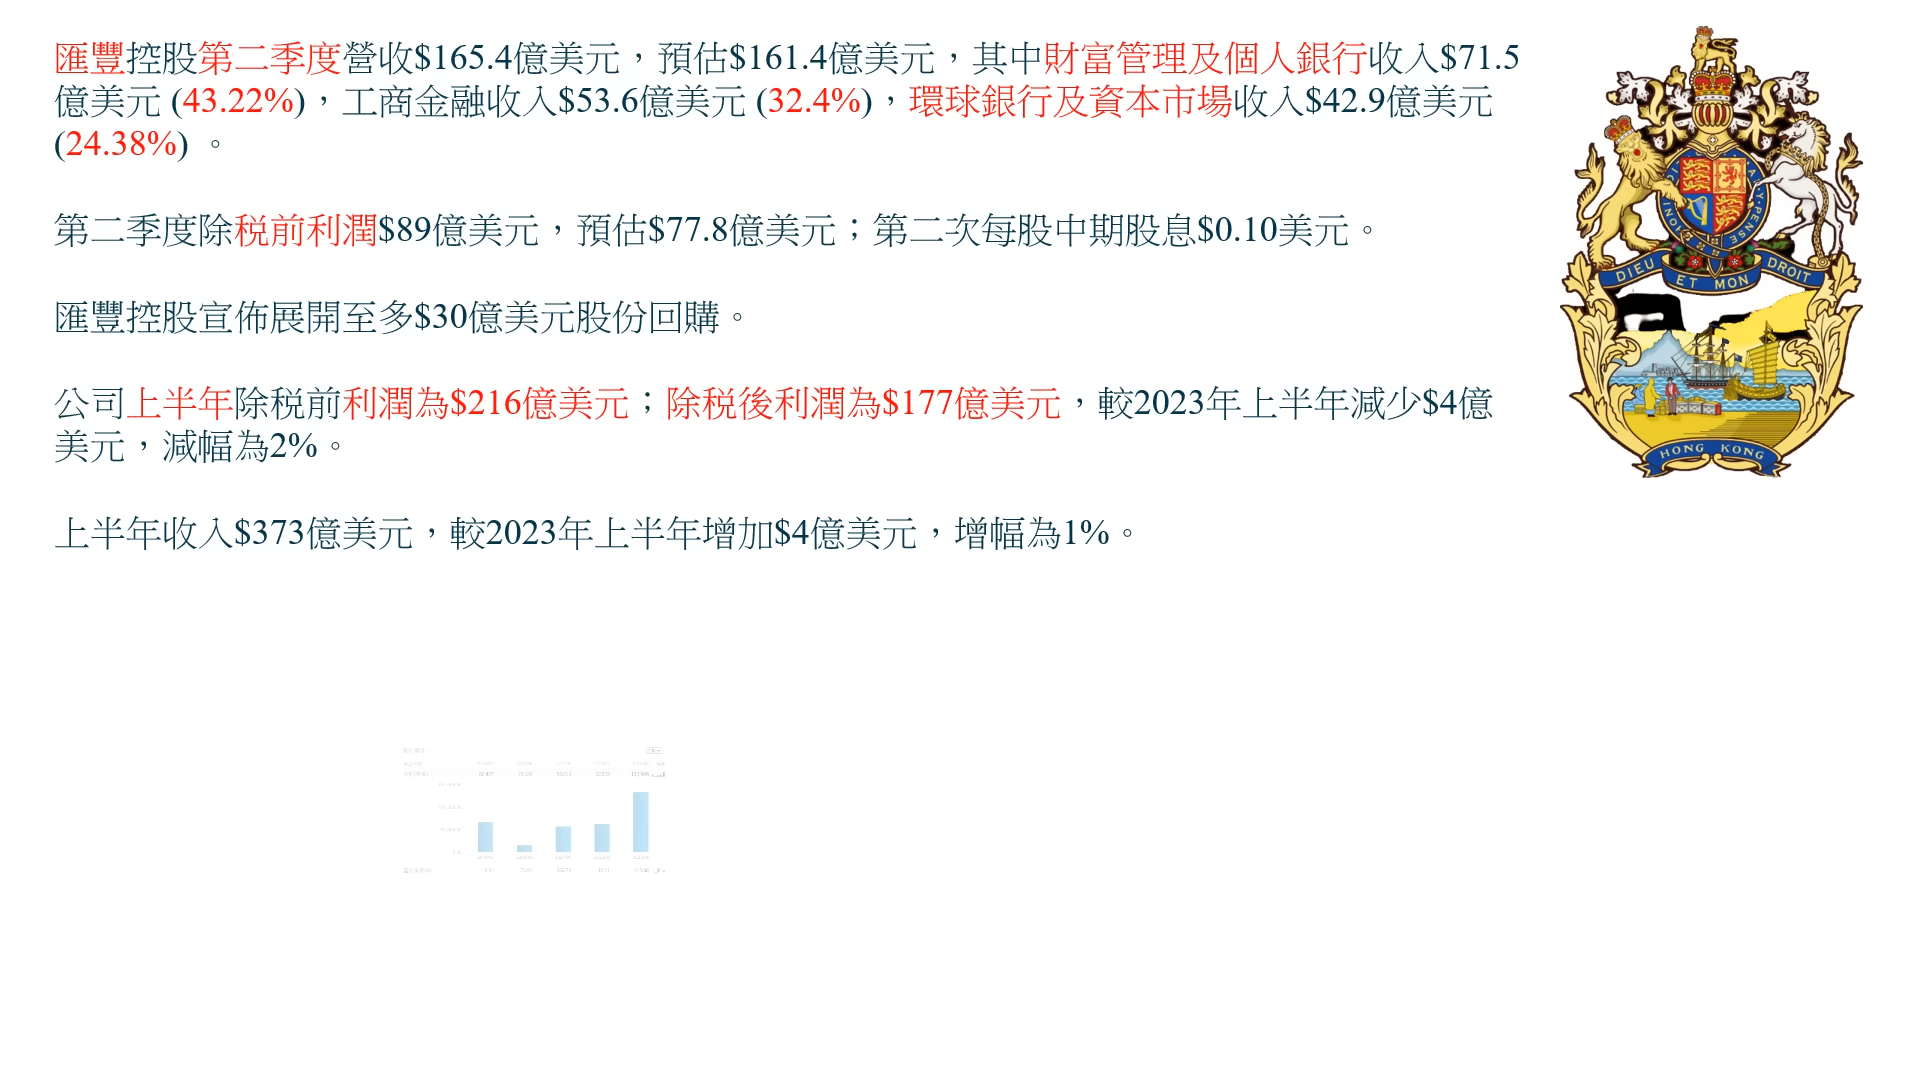 匯豐控股第二季度營收$165.4億美元，預估$161.4億美元，其中財富管理及個人銀行收入$71.5
億美元 (43.22%)，工商金融收入$53.6億美元 (32.4%)，環球銀行及資本市場收入$42.9億美元
(24.38%) 。
第二季度除税前利潤$89億美元，預估$77.8億美元；第二次每股中期股息$0.10美元。
匯豐控股宣佈展開至多$30億美元股份回購。
公司上半年除税前利潤為$216億美元；除税後利潤為$177億美元，較2023年上半年減少$4億
美元，減幅為2%。
上半年收入$373億美元，較2023年上半年增加$4億美元，增幅為1%。
DIEU ET MON DROIT
HONG KONG